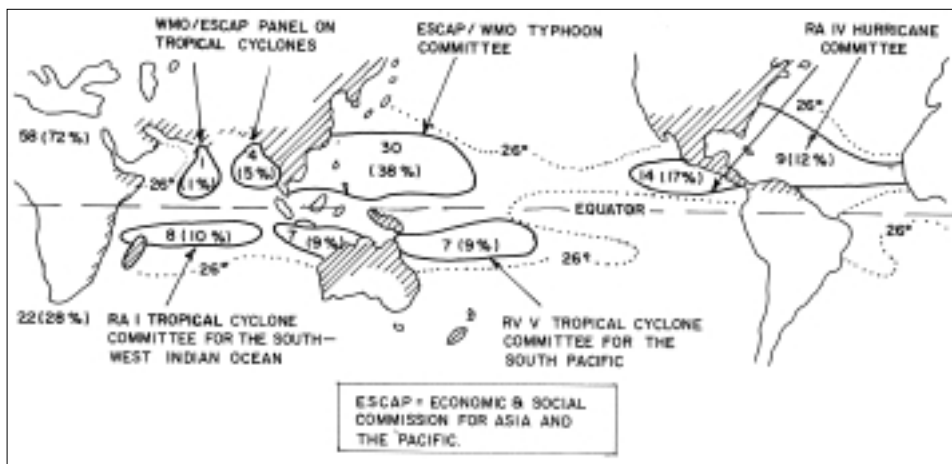 WMO/ESCAP PANEL ON
TROPICAL CYCLONES
ESCAP/WMO TYPHOON
COMMITTEE
RA IV HURRICANE
COMMITTEE
58 (72%)
26°
1
(1%)
4
(5%)
30
(38%)
26°
14 (17%)
26°
9 (12%)
EQUATOR
8 (10%)
7
(9%)
7 (9%)
26°
26°
26°
22 (28%)
RA I TROPICAL CYCLONE
COMMITTEE FOR THE SOUTH-
WEST INDIAN OCEAN
RV V TROPICAL CYCLONE
COMMITTEE FOR THE
SOUTH PACIFIC
ESCAP = ECONOMIC & SOCIAL
COMMISSION FOR ASIA AND
THE PACIFIC.